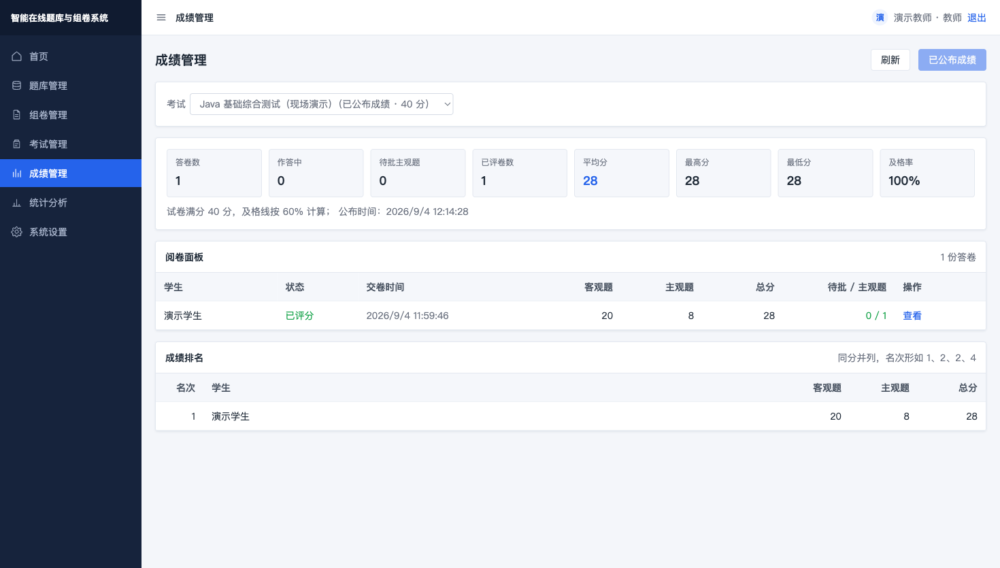 智能在线题库与组卷系统
首页
题库管理
组卷管理
考试管理
成绩管理
统计分析
系统设置
成绩管理
演 演示教师 · 教师 退出
成绩管理
刷新 已公布成绩
考试 Java 基础综合测试（现场演示）（已公布成绩 · 40 分）
答卷数 作答中 待批主观题 已评卷数 平均分 最高分 最低分 及格率
1 0 0 1 28 28 28 100%
试卷满分 40 分，及格线按 60% 计算； 公布时间：2026/9/4 12:14:28
阅卷面板 1 份答卷
学生 状态 交卷时间 客观题 主观题 总分 待批 / 主观题 操作
演示学生 已评分 2026/9/4 11:59:46 20 8 28 0 / 1 查看
成绩排名 同分并列，名次形如 1、2、2、4
名次 学生 客观题 主观题 总分
1 演示学生 20 8 28